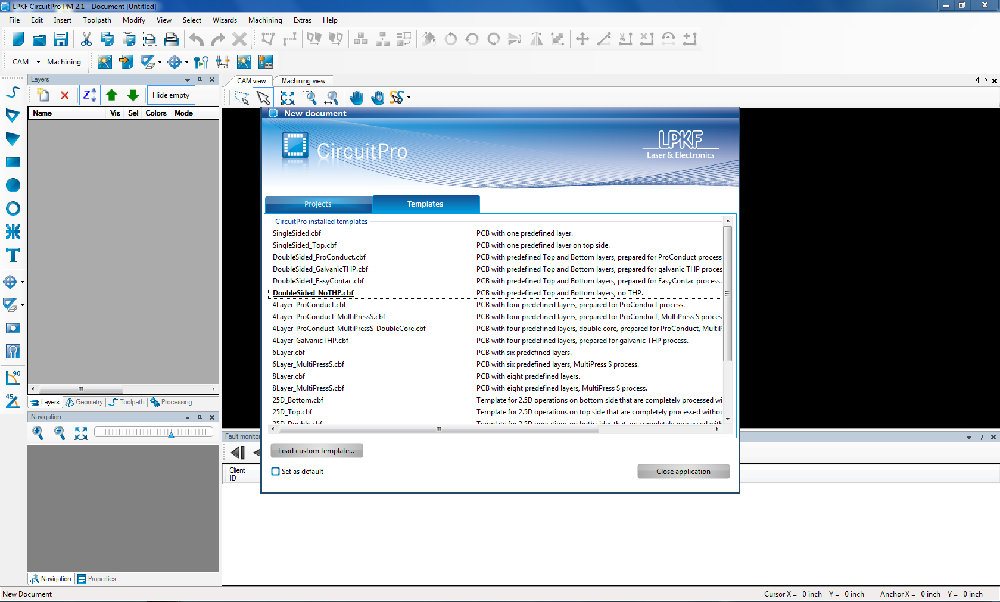 LPKF CircuitPro PM 2.1 - Document [Untitled]
File Edit Insert Toolpath Modify View Select Wizards Machining Extras Help
CAM Machining
Layers
Hide empty
Name Vis Sel Colors Mode
Layers Geometry Toolpath Processing
Navigation
Navigation Properties
90
45
CAM view Machining view
New document
CircuitPro
LPKF
Laser & Electronics
Projects Templates
CircuitPro installed templates
SingleSided.cbf PCB with one predefined layer.
SingleSided_Top.cbf PCB with one predefined layer on top side.
DoubleSided_ProConduct.cbf PCB with predefined Top and Bottom layers, prepared for ProConduct process
DoubleSided_GalvanicTHP.cbf PCB with predefined Top and Bottom layers, prepared for galvanic THP proces
DoubleSided_EasyContac.cbf PCB with predefined Top and Bottom layers, prepared for EasyContac process.
DoubleSided_NoTHP.cbf PCB with predefined Top and Bottom layers, no THP.
4Layer_ProConduct.cbf PCB with four predefined layers, prepared for ProConduct process.
4Layer_ProConduct_MultiPressS.cbf PCB with four predefined layers, prepared for ProConduct, MultiPress S proces
4Layer_ProConduct_MultiPressS_DoubleCore.cbf PCB with four predefined layers, double core, prepared for ProConduct, MultiP
4Layer_GalvanicTHP.cbf PCB with four predefined layers, prepared for galvanic THP process.
6Layer.cbf PCB with six predefined layers.
6Layer_MultiPressS.cbf PCB with six predefined layers, MultiPress S process.
8Layer.cbf PCB with eight predefined layers.
8Layer_MultiPressS.cbf PCB with eight predefined layers, MultiPress S process.
25D_Bottom.cbf Template for 2.5D operations on bottom side that are completely processed wi
25D_Top.cbf Template for 2.5D operations on top side that are completely processed withou
25D_Double.cbf Template for 2.5D operations on both sides that are completely processed with
Load custom template...
Set as default
Close application
Fault monitor
Client
ID
New Document
Cursor X = 0 inch Y = 0 inch Anchor X = 0 inch Y = 0 inch